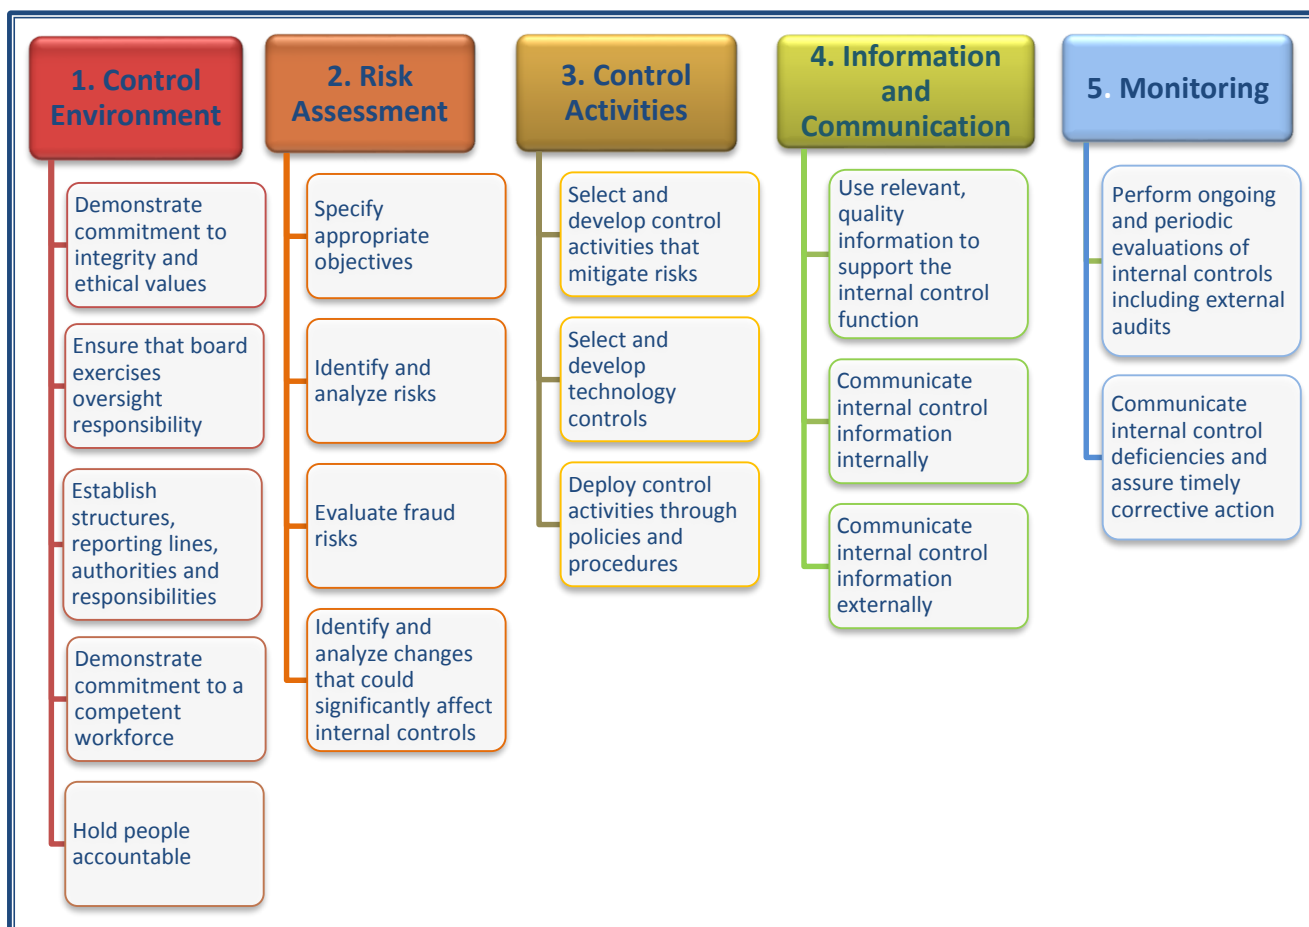 1. Control
Environment
Demonstrate
commitment to
integrity and
ethical values
Ensure that board
exercises
oversight
responsibility
Establish
structures,
reporting lines,
authorities and
responsibilities
Demonstrate
commitment to a
competent
workforce
Hold people
accountable
2. Risk
Assessment
Specify
appropriate
objectives
Identify and
analyze risks
Evaluate fraud
risks
Identify and
analyze changes
that could
significantly affect
internal controls
3. Control
Activities
Select and
develop control
activities that
mitigate risks
Select and
develop
technology
controls
Deploy control
activities through
policies and
procedures
4. Information
and
Communication
Use relevant,
quality
information to
support the
internal control
function
Communicate
internal control
information
internally
Communicate
internal control
information
externally
5. Monitoring
Perform ongoing
and periodic
evaluations of
internal controls
including external
audits
Communicate
internal control
deficiencies and
assure timely
corrective action